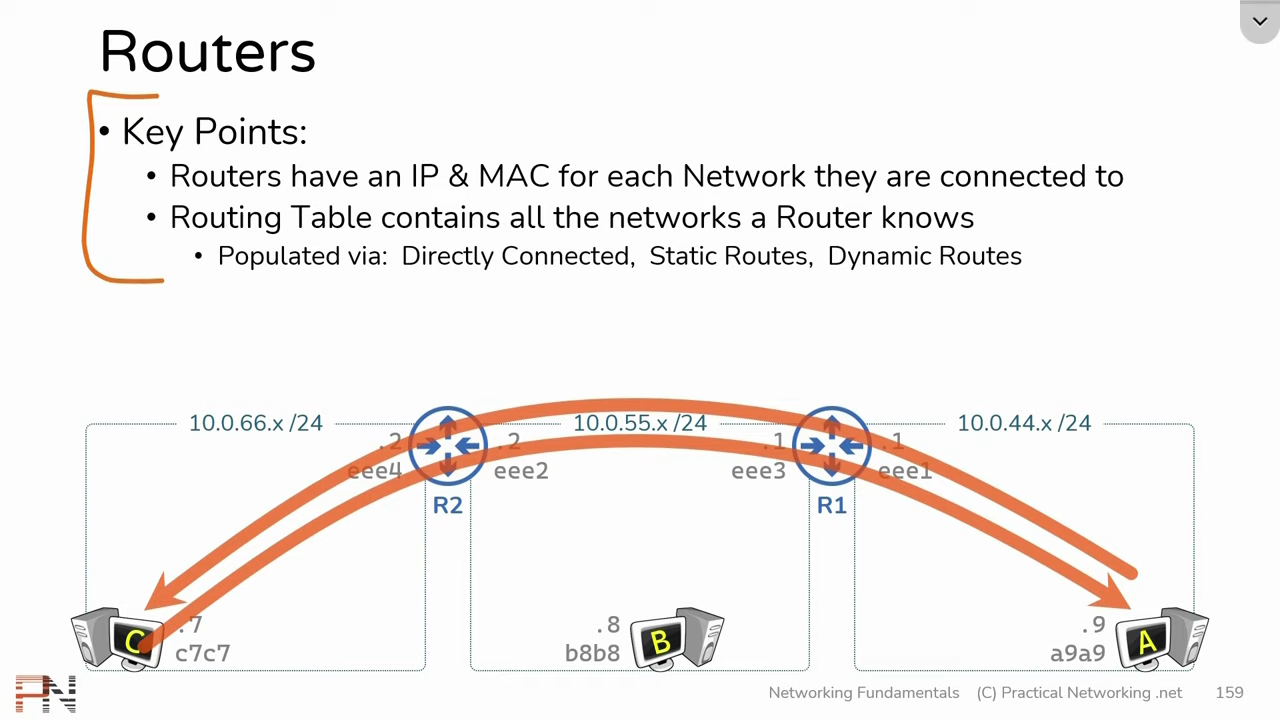 Routers
• Key Points:
• Routers have an IP & MAC for each Network they are connected to
• Routing Table contains all the networks a Router knows
• Populated via: Directly Connected, Static Routes, Dynamic Routes
10.0.66.x /24
10.0.55.x /24
10.0.44.x /24
.2
.2
.1
.1
eee4
eee2
eee3
eee1
R2
R1
C
.7
c7c7
.8
b8b8
B
.9
a9a9
A
PN
Networking Fundamentals (C) Practical Networking .net 159